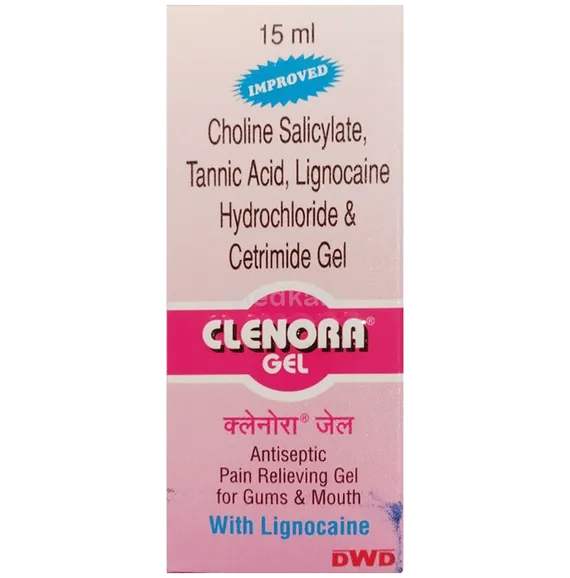 15 ml
IMPROVED
Choline Salicylate,
Tannic Acid, Lignocaine
Hydrochloride &
Cetrimide Gel
CLENORA®
GEL
क्लेनोरा® जेल
Antiseptic
Pain Relieving Gel
for Gums & Mouth
With Lignocaine
DWD